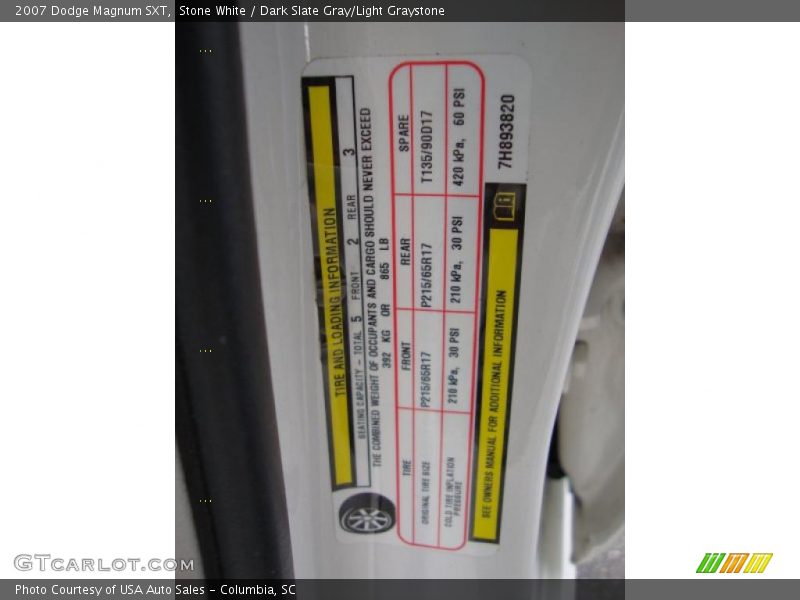 2007 Dodge Magnum SXT, Stone White / Dark Slate Gray/Light Graystone
TIRE AND LOADING INFORMATION
SEATING CAPACITY - TOTAL 5 FRONT 2 REAR 3
THE COMBINED WEIGHT OF OCCUPANTS AND CARGO SHOULD NEVER EXCEED
392 KG OR 865 LB
TIRE FRONT REAR SPARE
ORIGINAL TIRE SIZE P215/65R17 P215/65R17 T135/90D17
COLD TIRE INFLATION PRESSURE 210 kPa, 30 PSI 210 kPa, 30 PSI 420 kPa, 60 PSI
SEE OWNERS MANUAL FOR ADDITIONAL INFORMATION
7H893820
GTcarlot.com
Photo Courtesy of USA Auto Sales - Columbia, SC